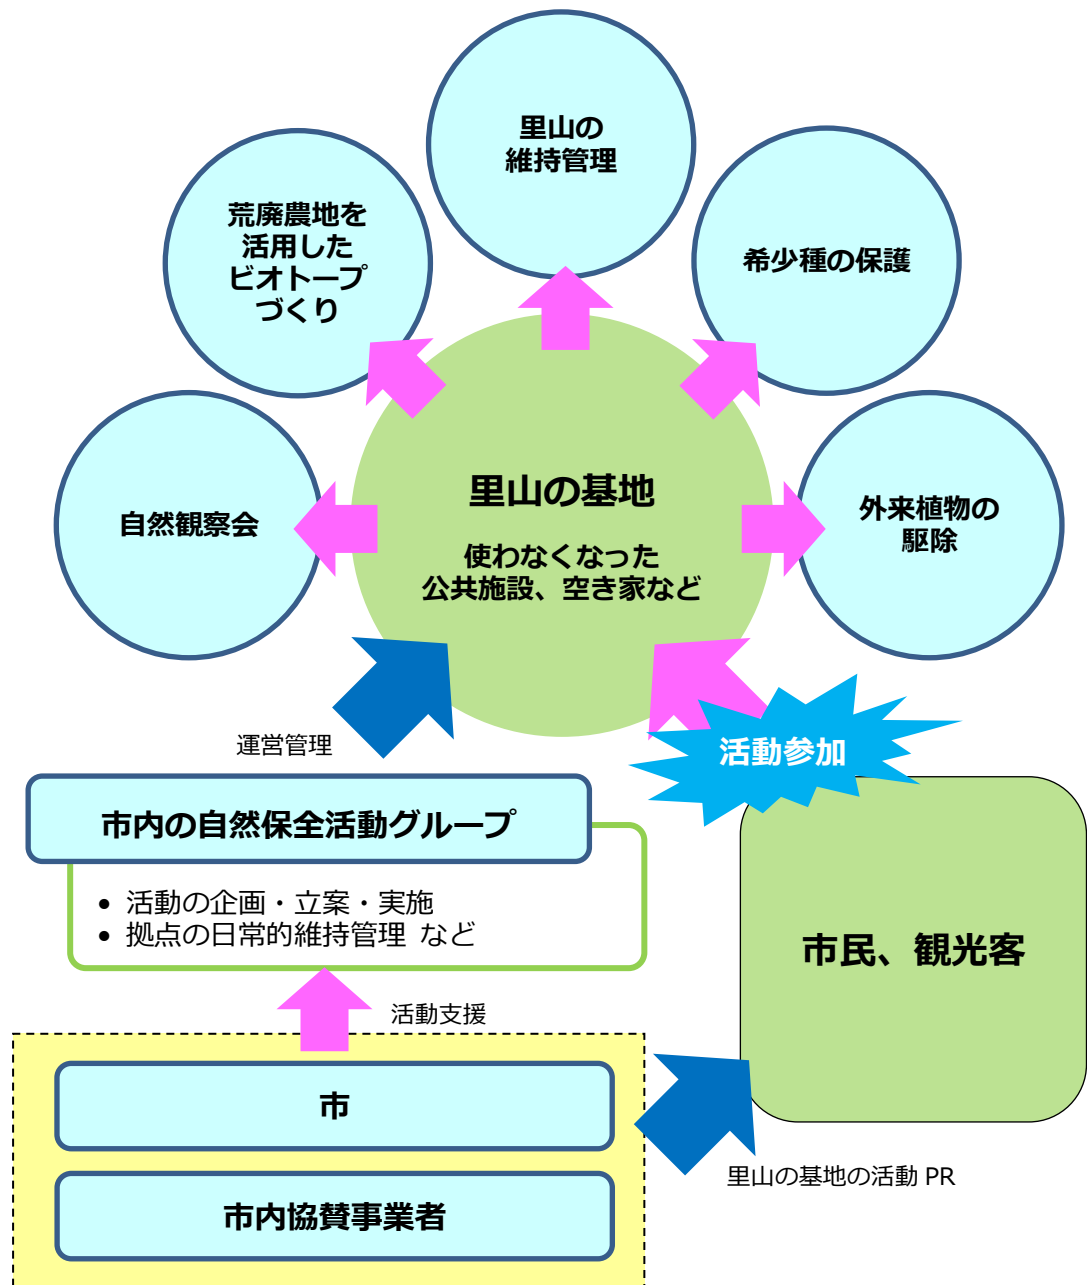 里山の
維持管理
荒廃農地を
活用した
ビオトープ
づくり
希少種の保護
自然観察会
里山の基地
使わなくなった
公共施設、空き家など
外来植物の
駆除
運営管理
活動参加
市内の自然保全活動グループ
• 活動の企画・立案・実施
• 拠点の日常的維持管理 など
市民、観光客
活動支援
市
市内協賛事業者
里山の基地の活動 PR